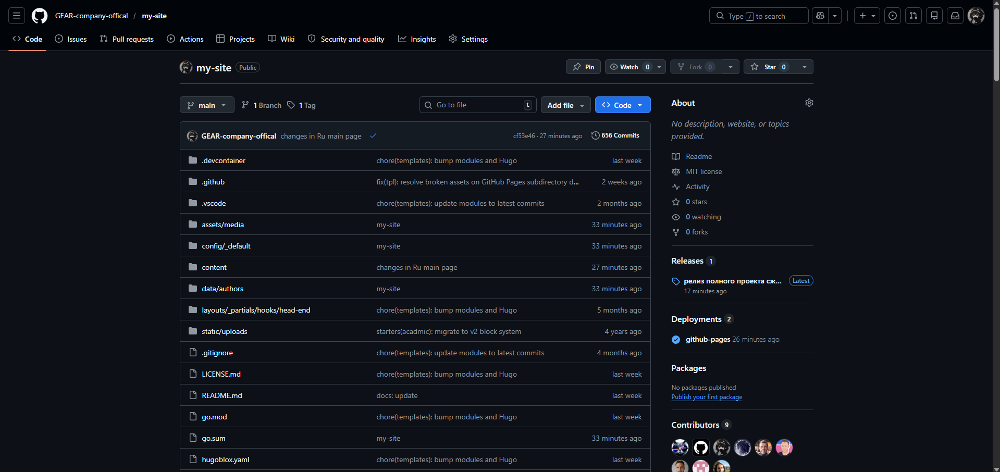 GEAR-company-offical / my-site
Type / to search
Code Issues Pull requests Actions Projects Wiki Security and quality Insights Settings
my-site Public
Pin Watch 0 Fork 0 Star 0
main 1 Branch 1 Tag
Go to file t Add file Code
GEAR-company-offical changes in Ru main page cf53e46 · 27 minutes ago 656 Commits
.devcontainer chore(templates): bump modules and Hugo last week
.github fix(tpl): resolve broken assets on GitHub Pages subdirectory d... 2 weeks ago
.vscode chore(templates): update modules to latest commits 2 months ago
assets/media my-site 33 minutes ago
config/_default my-site 33 minutes ago
content changes in Ru main page 27 minutes ago
data/authors my-site 33 minutes ago
layouts/_partials/hooks/head-end chore(templates): bump modules and Hugo 5 months ago
static/uploads starters(acadmic): migrate to v2 block system 4 years ago
.gitignore chore(templates): update modules to latest commits 4 months ago
LICENSE.md chore(templates): bump modules and Hugo last week
README.md docs: update last week
go.mod chore(templates): bump modules and Hugo last week
go.sum my-site 33 minutes ago
hugoblox.yaml chore(templates): bump modules and Hugo last week
About
No description, website, or topics
provided.
Readme
MIT license
Activity
0 stars
0 watching
0 forks
Releases 1
релиз полного проекта сж... Latest
17 minutes ago
Deployments 2
github-pages 26 minutes ago
Packages
No packages published
Publish your first package
Contributors 9